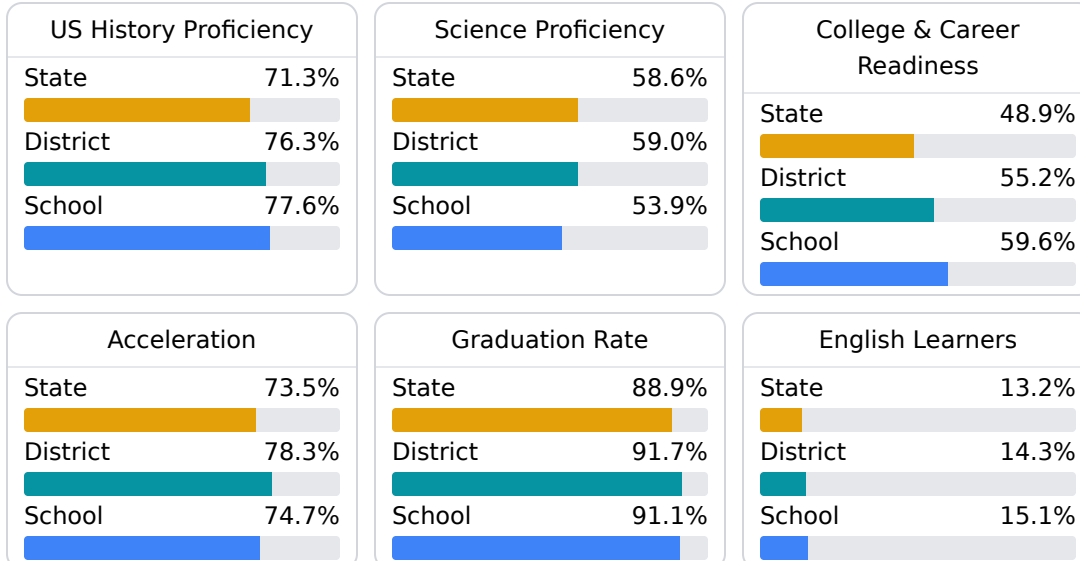 US History Proficiency
State 71.3%
District 76.3%
School 77.6%
Science Proficiency
State 58.6%
District 59.0%
School 53.9%
College & Career
Readiness
State 48.9%
District 55.2%
School 59.6%
Acceleration
State 73.5%
District 78.3%
School 74.7%
Graduation Rate
State 88.9%
District 91.7%
School 91.1%
English Learners
State 13.2%
District 14.3%
School 15.1%